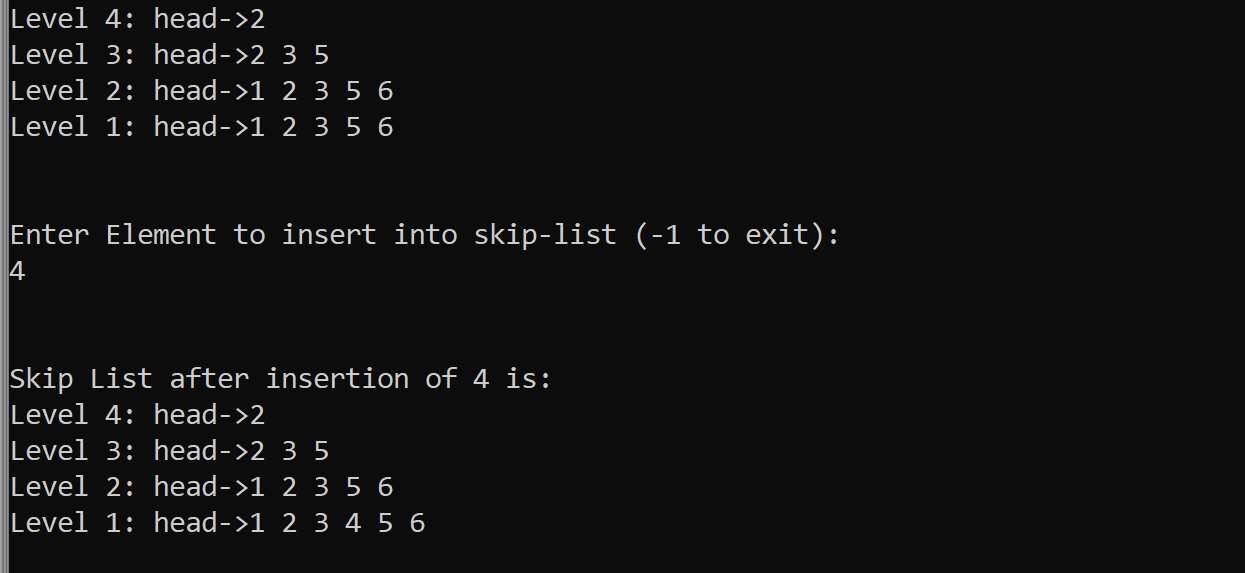 Level 4: head->2
Level 3: head->2 3 5
Level 2: head->1 2 3 5 6
Level 1: head->1 2 3 5 6
Enter Element to insert into skip-list (-1 to exit):
4
Skip List after insertion of 4 is:
Level 4: head->2
Level 3: head->2 3 5
Level 2: head->1 2 3 5 6
Level 1: head->1 2 3 4 5 6